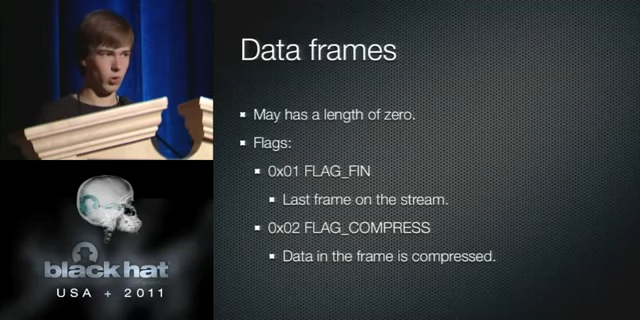 Data frames
May has a length of zero.
Flags:
0x01 FLAG_FIN
Last frame on the stream.
0x02 FLAG_COMPRESS
Data in the frame is compressed.
black hat
USA + 2011